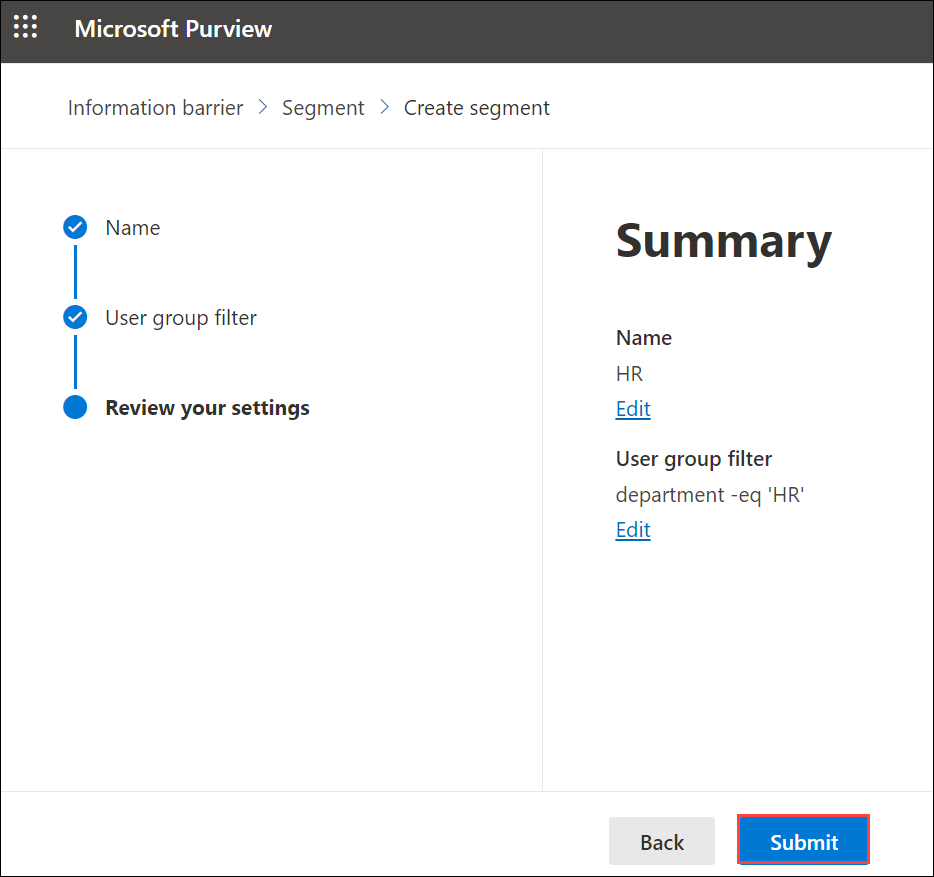 Microsoft Purview
Information barrier > Segment > Create segment
Name
User group filter
Review your settings
Summary
Name
HR
Edit
User group filter
department -eq 'HR'
Edit
Back
Submit